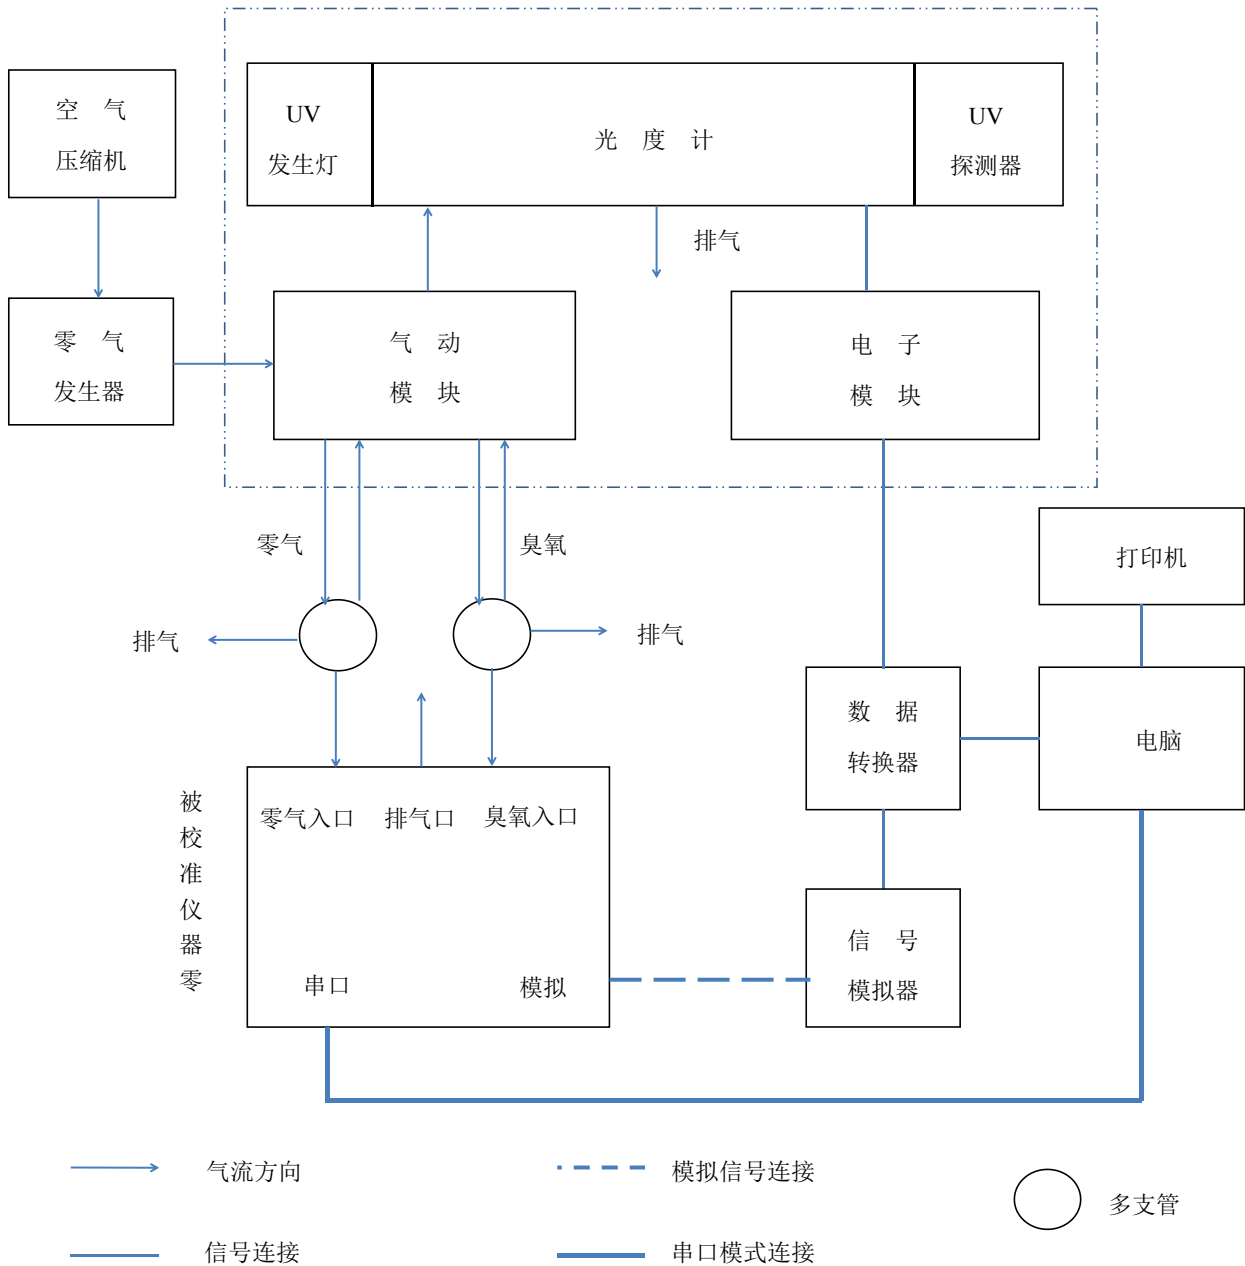 空 气
压缩机
UV
发生灯
光 度 计
UV
探测器
排气
零 气
发生器
气 动
模 块
电 子
模 块
零气
臭氧
打印机
排气
排气
数 据
转换器
电脑
被校准仪器零
零气入口
排气口
臭氧入口
信 号
模拟器
串口
模拟
气流方向
模拟信号连接
多支管
信号连接
串口模式连接